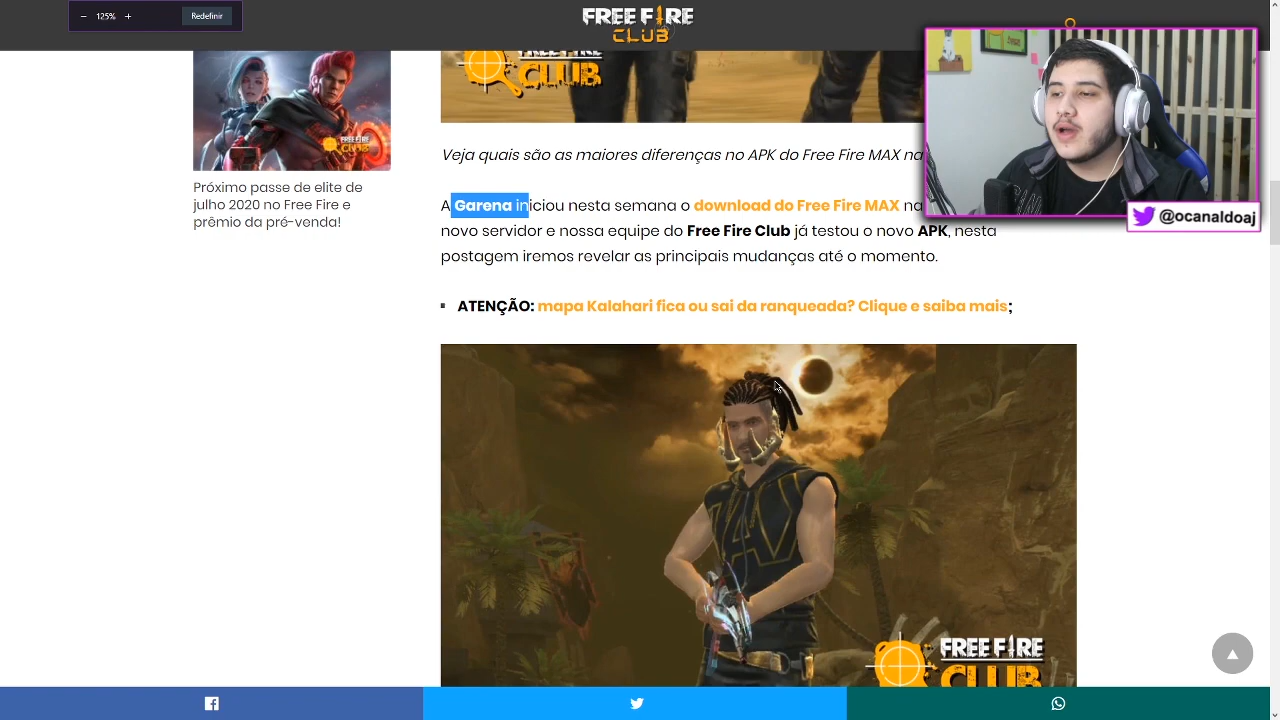 125%
Redefinir
FREE FIRE
CLUB
@ocanaldoaj
CLUB
Próximo passe de elite de
julho 2020 no Free Fire e
prêmio da pré-venda!
FREE FIRE
CLUB
Veja quais são as maiores diferenças no APK do Free Fire MAX na
A Garena iniciou nesta semana o download do Free Fire MAX na
novo servidor e nossa equipe do Free Fire Club já testou o novo APK, nesta
postagem iremos revelar as principais mudanças até o momento.
ATENÇÃO: mapa Kalahari fica ou sai da ranqueada? Clique e saiba mais;
FREE FIRE
CLUB